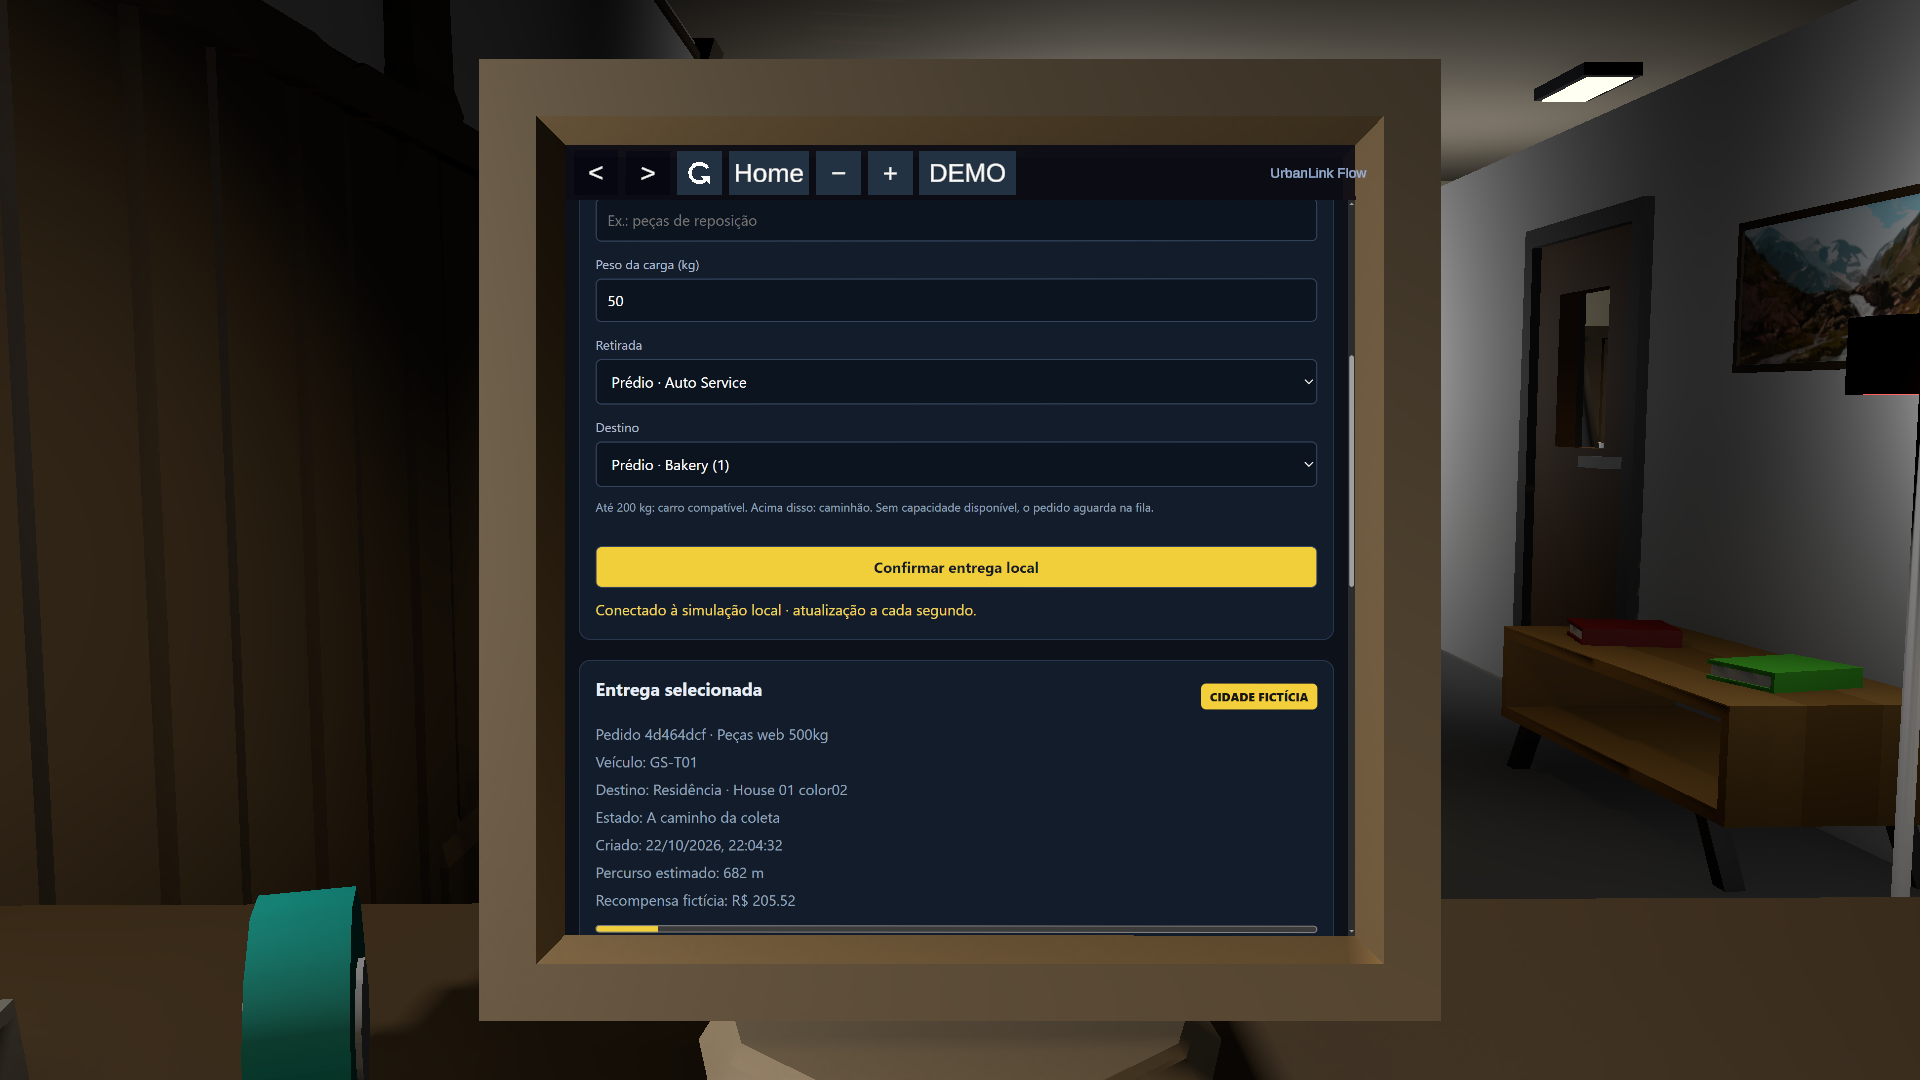 < > Home − + DEMO UrbanLink Flow
Ex.: peças de reposição
Peso da carga (kg)
50
Retirada
Prédio · Auto Service
Destino
Prédio · Bakery (1)
Até 200 kg: carro compatível. Acima disso: caminhão. Sem capacidade disponível, o pedido aguarda na fila.
Confirmar entrega local
Conectado à simulação local · atualização a cada segundo.
Entrega selecionada
CIDADE FICTÍCIA
Pedido 4d464dcf · Peças web 500kg
Veículo: GS-T01
Destino: Residência · House 01 color02
Estado: A caminho da coleta
Criado: 22/10/2026, 22:04:32
Percurso estimado: 682 m
Recompensa fictícia: R$ 205.52